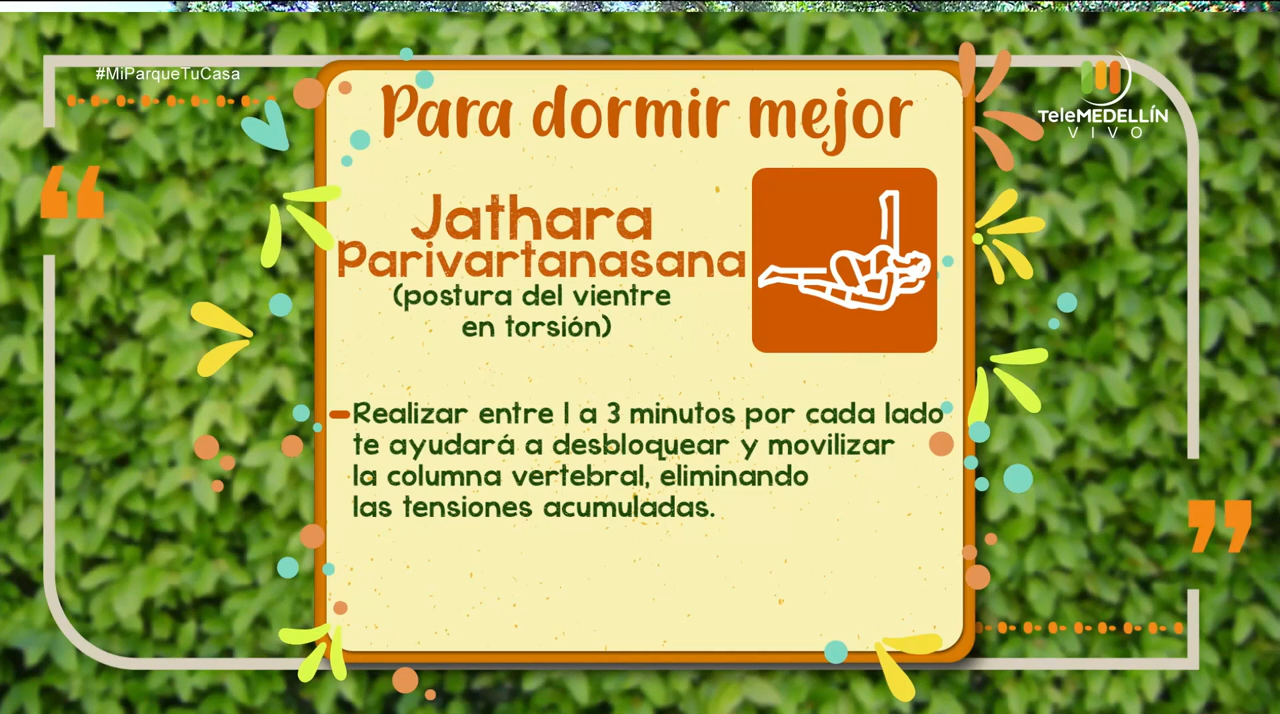 #MiParqueTuCasa
TeleMEDELLÍN
VIVO
Para dormir mejor
Jathara
Parivartanasana
(postura del vientre
en torsión)
Realizar entre 1 a 3 minutos por cada lado
te ayudará a desbloquear y movilizar
la columna vertebral, eliminando
las tensiones acumuladas.